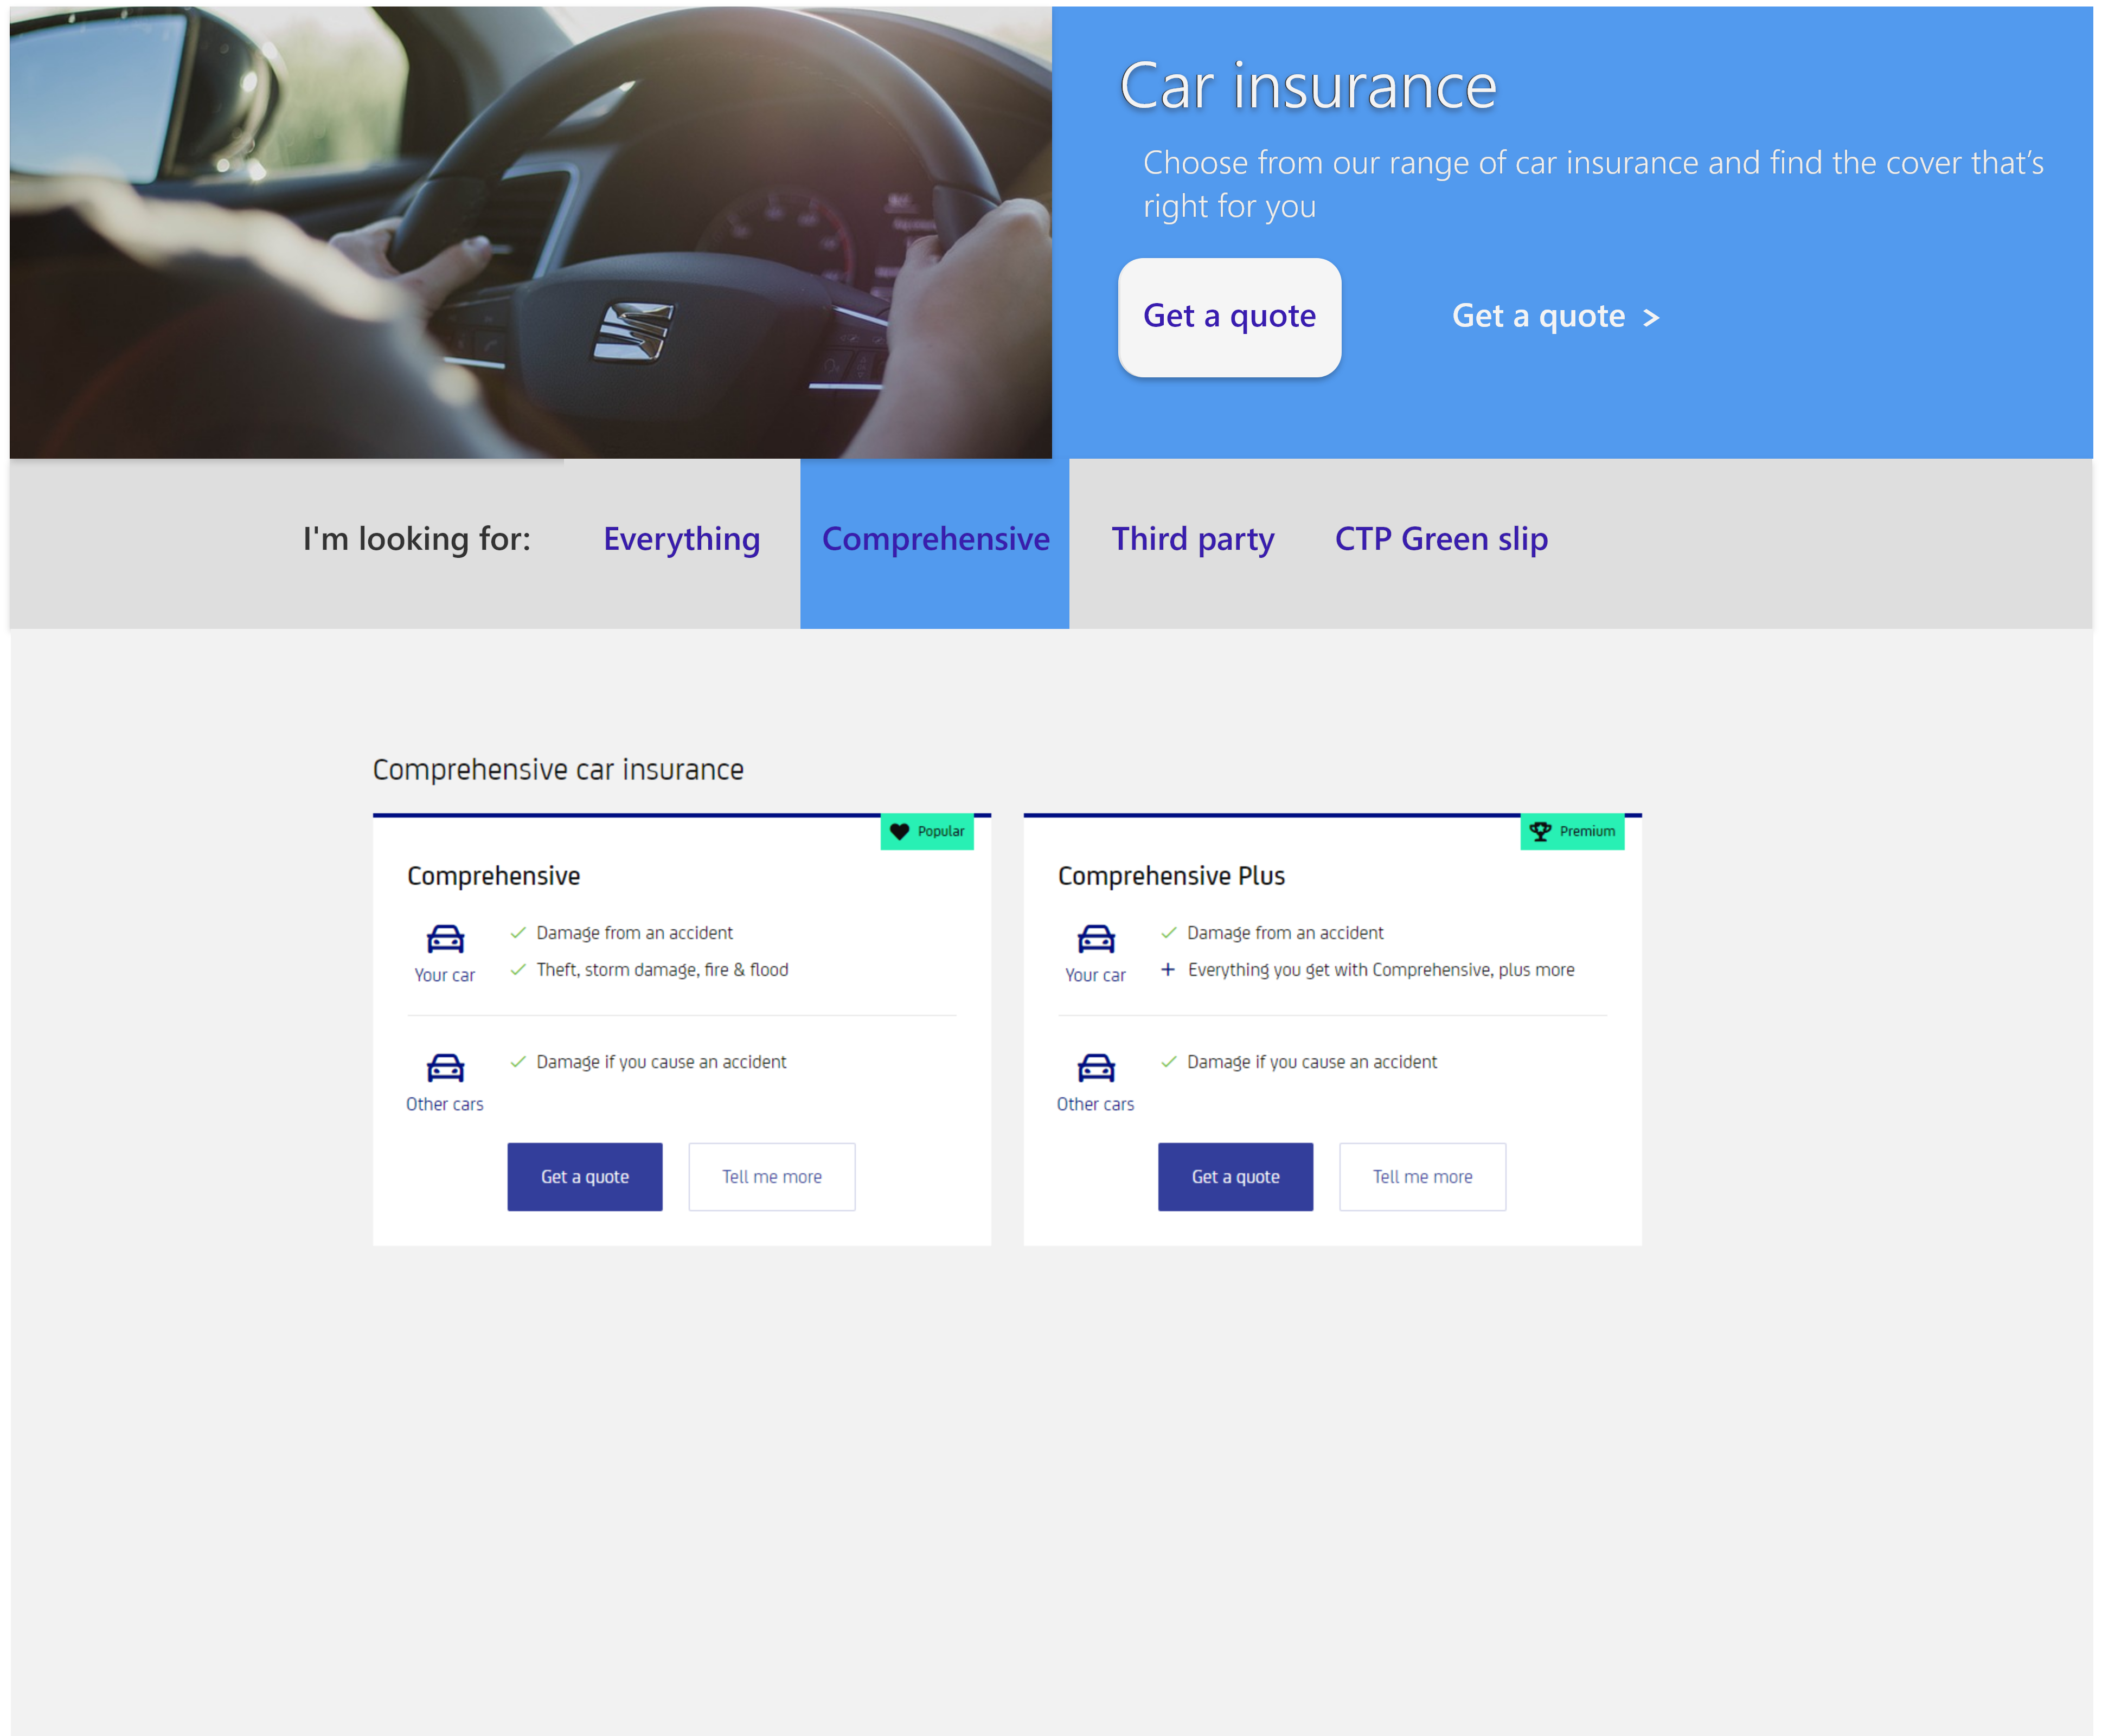 Car insurance
Choose from our range of car insurance and find the cover that's
right for you
Get a quote
Get a quote >
I'm looking for:
Everything
Comprehensive
Third party
CTP Green slip
Comprehensive car insurance
Popular
Comprehensive
Your car
Damage from an accident
Theft, storm damage, fire & flood
Other cars
Damage if you cause an accident
Get a quote
Tell me more
Premium
Comprehensive Plus
Your car
Damage from an accident
+ Everything you get with Comprehensive, plus more
Other cars
Damage if you cause an accident
Get a quote
Tell me more